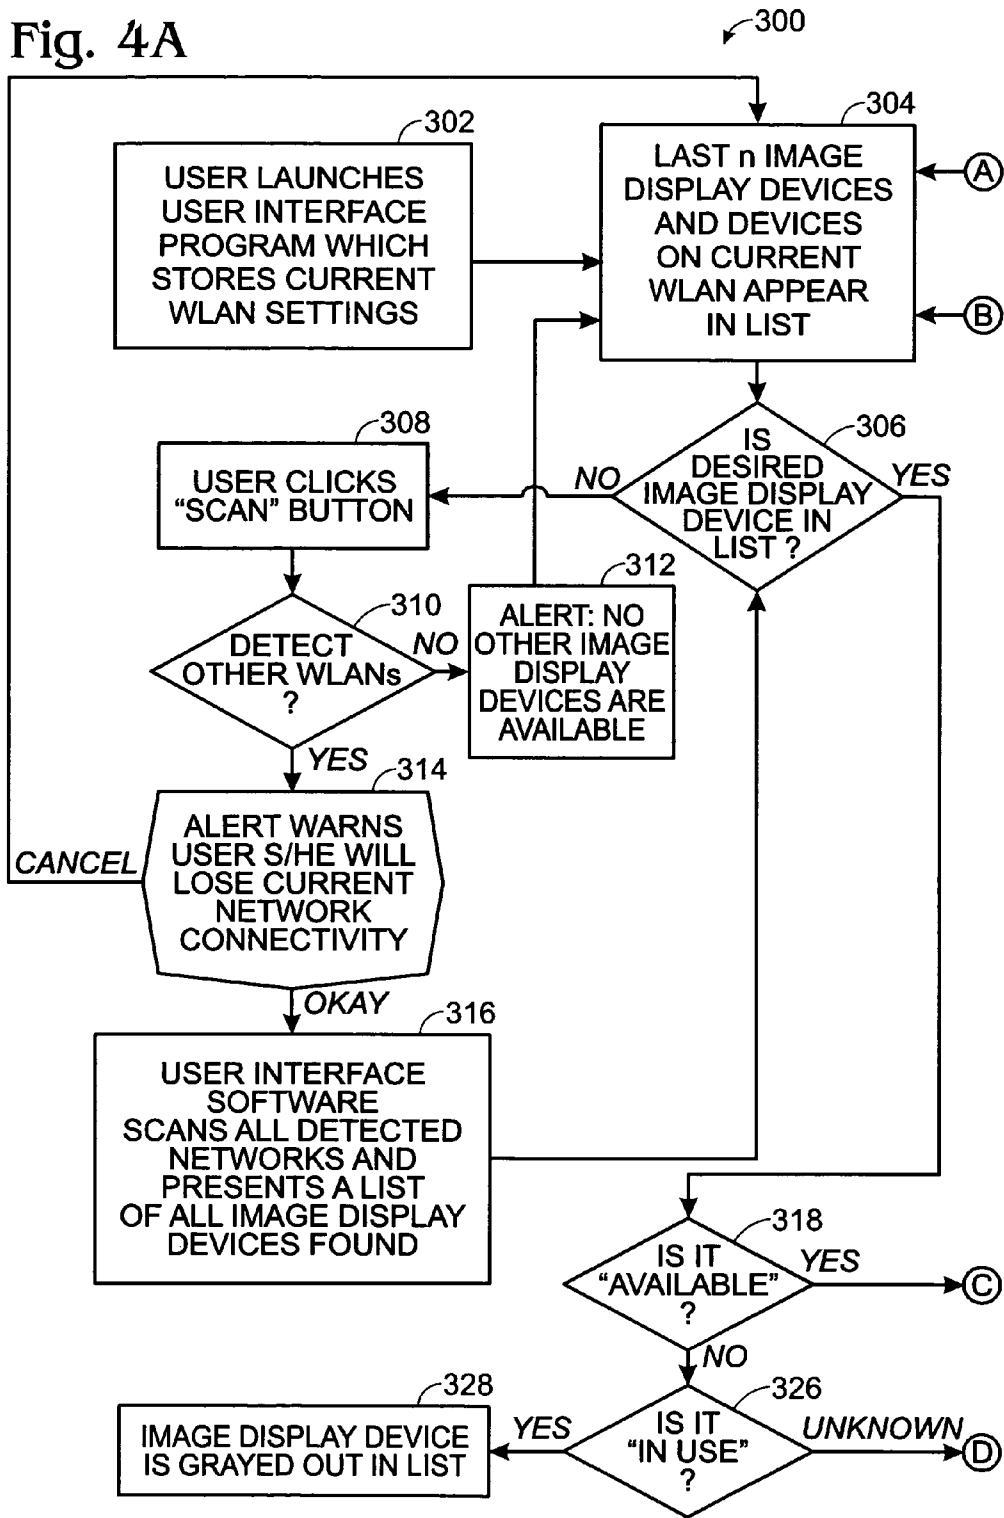 Fig. 4A
300
302
USER LAUNCHES
USER INTERFACE
PROGRAM WHICH
STORES CURRENT
WLAN SETTINGS
304
LAST n IMAGE
DISPLAY DEVICES
AND DEVICES
ON CURRENT
WLAN APPEAR
IN LIST
A
B
306
IS
DESIRED
IMAGE DISPLAY
DEVICE IN
LIST ?
NO
YES
308
USER CLICKS
“SCAN” BUTTON
310
DETECT
OTHER WLANs
?
NO
YES
312
ALERT: NO
OTHER IMAGE
DISPLAY
DEVICES ARE
AVAILABLE
314
ALERT WARNS
USER S/HE WILL
LOSE CURRENT
NETWORK
CONNECTIVITY
CANCEL
OKAY
316
USER INTERFACE
SOFTWARE
SCANS ALL DETECTED
NETWORKS AND
PRESENTS A LIST
OF ALL IMAGE DISPLAY
DEVICES FOUND
318
IS IT
“AVAILABLE”
?
YES
C
NO
326
IS IT
“IN USE”
?
YES
UNKNOWN
D
328
IMAGE DISPLAY DEVICE
IS GRAYED OUT IN LIST